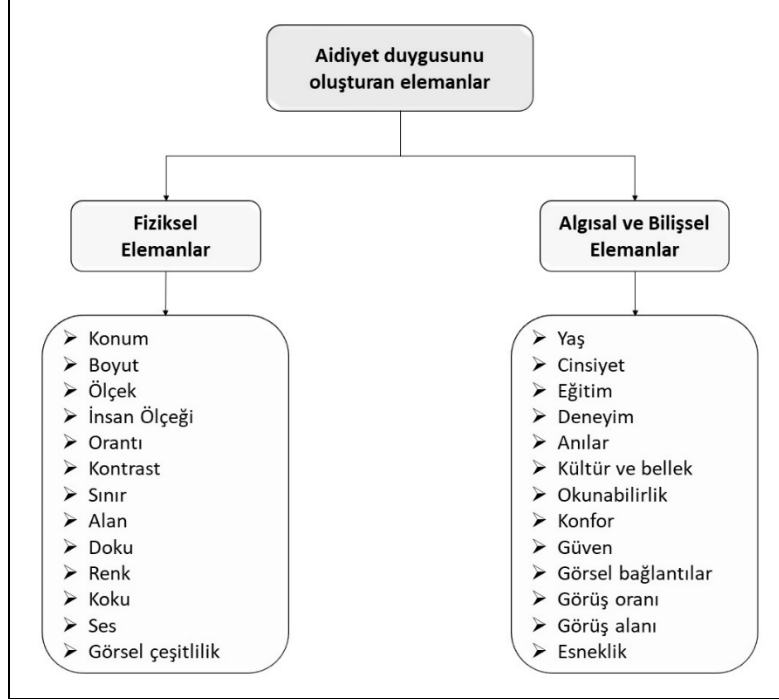 Aidiyet duygusunu
oluşturan elemanlar
Fiziksel
Elemanlar
Konum
Boyut
Ölçek
İnsan Ölçeği
Orantı
Kontrast
Sınır
Alan
Doku
Renk
Koku
Ses
Görsel çeşitlilik
Algısal ve Bilişsel
Elemanlar
Yaş
Cinsiyet
Eğitim
Deneyim
Anılar
Kültür ve bellek
Okunabilirlik
Konfor
Güven
Görsel bağlantılar
Görüş oranı
Görüş alanı
Esneklik